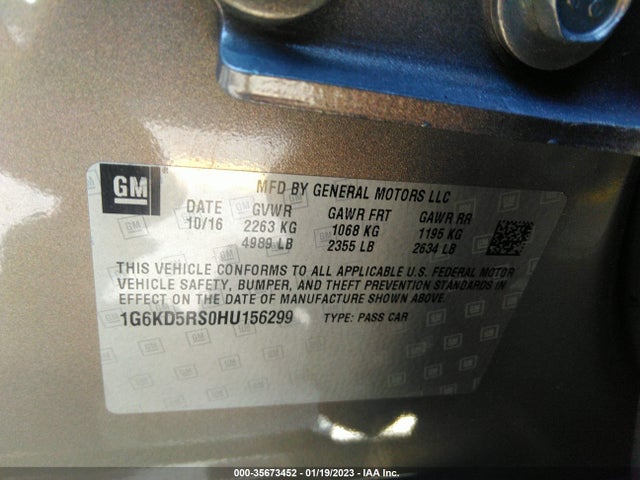 GM
MFD BY GENERAL MOTORS LLC
DATE GVWR GAWR FRT GAWR RR
10/16 2263 KG 1068 KG 1195 KG
4989 LB 2355 LB 2634 LB
THIS VEHICLE CONFORMS TO ALL APPLICABLE U.S. FEDERAL MOTOR
VEHICLE SAFETY, BUMPER, AND THEFT PREVENTION STANDARDS IN
EFFECT ON THE DATE OF MANUFACTURE SHOWN ABOVE.
1G6KD5RS0HU156299 TYPE: PASS CAR
000-35673452 - 01/19/2023 - IAA Inc.